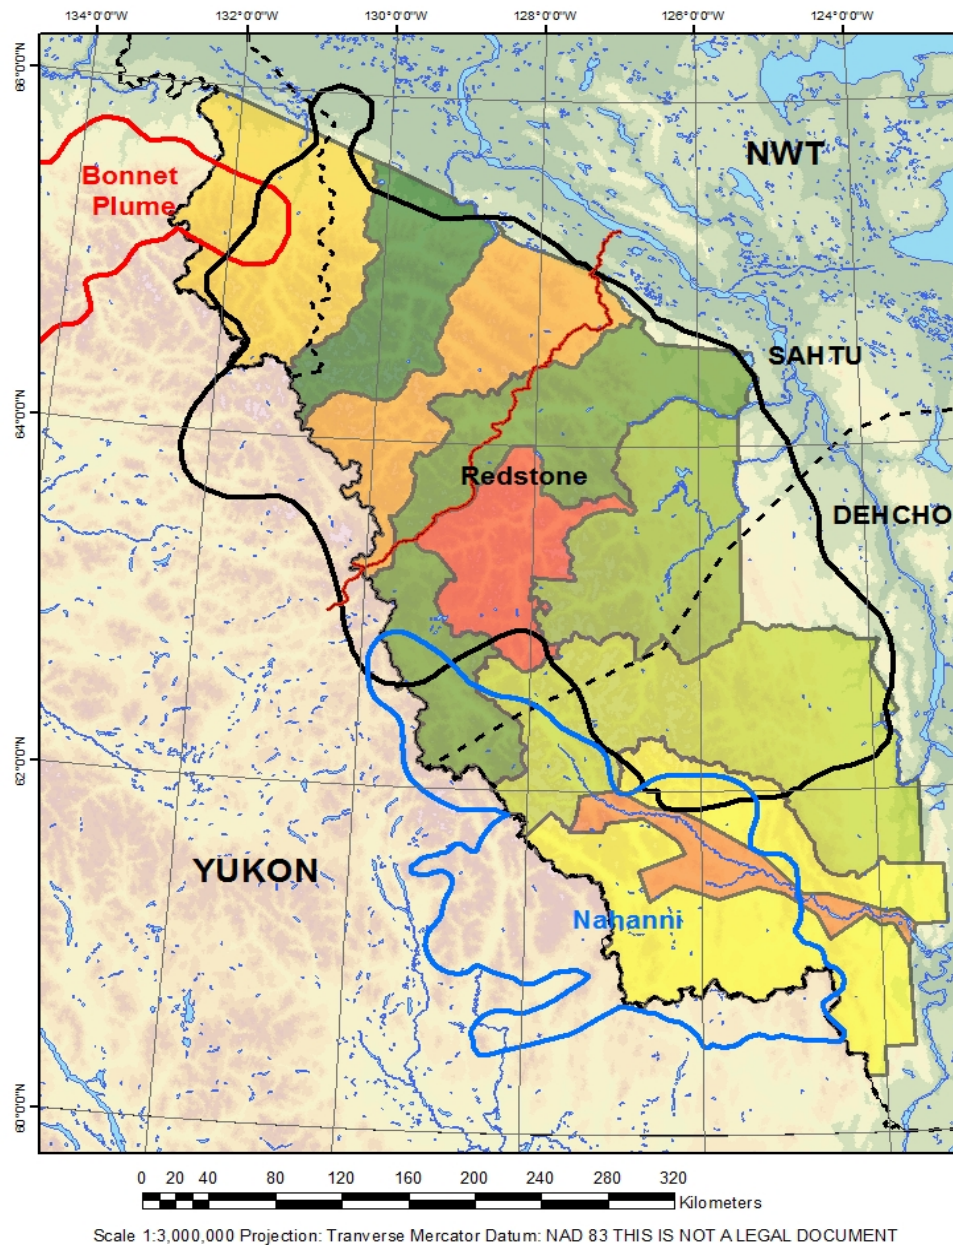 134°0'0"W 132°0'0"W 130°0'0"W 128°0'0"W 126°0'0"W 124°0'0"W
66°0'0"N
NWT
Bonnet
Plume
SAHTU
64°0'0"N
Redstone
DEHCHO
62°0'0"N
YUKON
Nahanni
60°0'0"N
0 20 40 80 120 160 200 240 280 320
Kilometers
Scale 1:3,000,000 Projection: Tranverse Mercator Datum: NAD 83 THIS IS NOT A LEGAL DOCUMENT